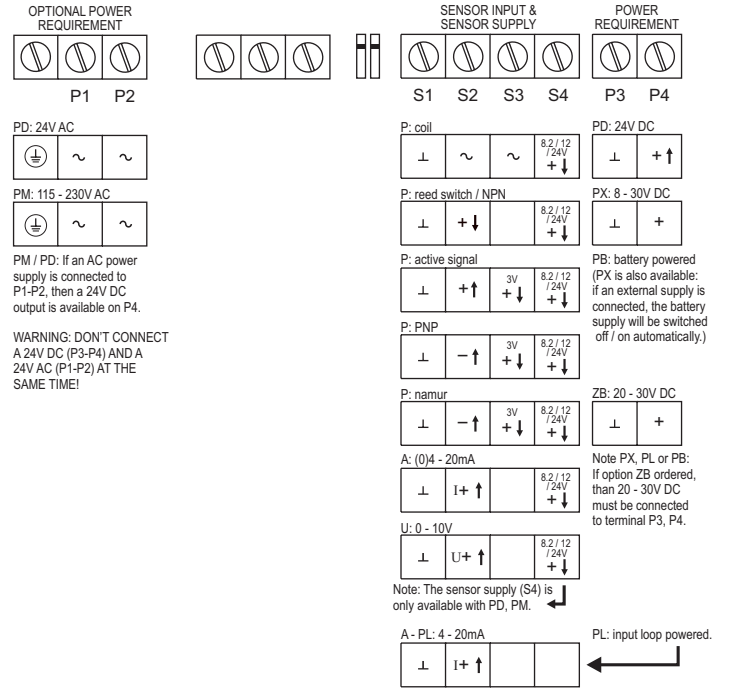 OPTIONAL POWER
REQUIREMENT
P1 P2
PD: 24V AC
~ ~
PM: 115 - 230V AC
~ ~
PM / PD: If an AC power
supply is connected to
P1-P2, then a 24V DC
output is available on P4.
WARNING: DON'T CONNECT
A 24V DC (P3-P4) AND A
24V AC (P1-P2) AT THE
SAME TIME!
SENSOR INPUT &
SENSOR SUPPLY
S1 S2 S3 S4
P: coil
⊥ ~ ~ 8.2 / 12
/ 24V
+
P: reed switch / NPN
⊥ + 8.2 / 12
/ 24V
+
P: active signal
⊥ + 3V 8.2 / 12
/ 24V
+ +
P: PNP
⊥ – 3V 8.2 / 12
/ 24V
+ +
P: namur
⊥ – 3V 8.2 / 12
/ 24V
+ +
A: (0)4 - 20mA
⊥ I+ 8.2 / 12
/ 24V
+
U: 0 - 10V
⊥ U+ 8.2 / 12
/ 24V
+
Note: The sensor supply (S4) is
only available with PD, PM.
A - PL: 4 - 20mA
⊥ I+
POWER
REQUIREMENT
P3 P4
PD: 24V DC
⊥ +
PX: 8 - 30V DC
⊥ +
PB: battery powered
(PX is also available:
if an external supply is
connected, the battery
supply will be switched
off / on automatically.)
ZB: 20 - 30V DC
⊥ +
Note PX, PL or PB:
If option ZB ordered,
than 20 - 30V DC
must be connected
to terminal P3, P4.
PL: input loop powered.